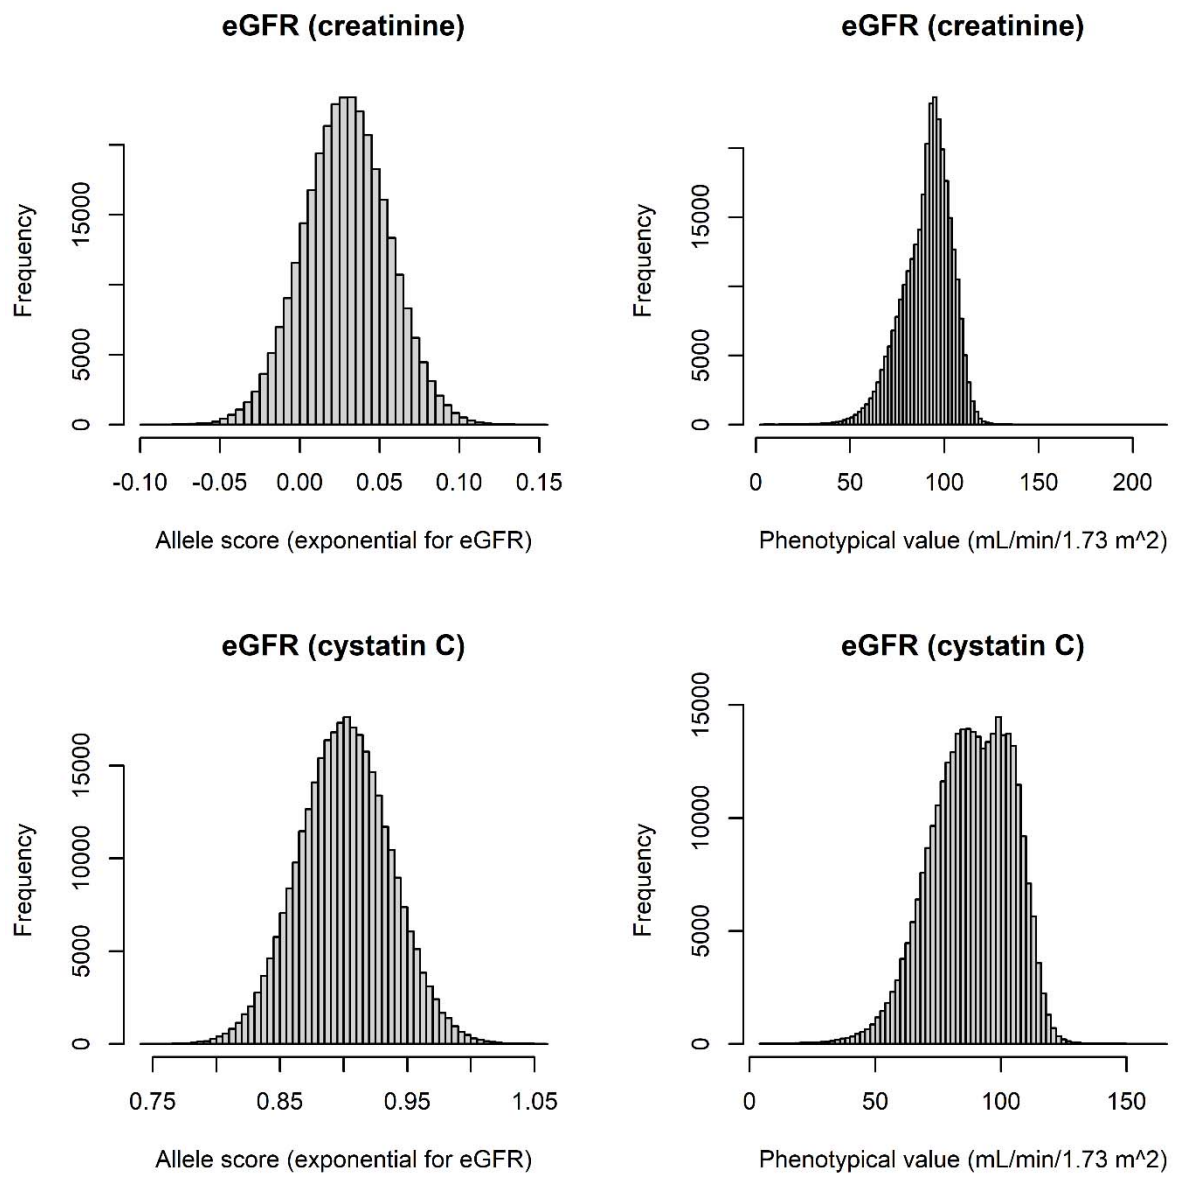 eGFR (creatinine)
Frequency
0
5000
15000
-0.10 -0.05 0.00 0.05 0.10 0.15
Allele score (exponential for eGFR)
eGFR (creatinine)
Frequency
0
5000
15000
0 50 100 150 200
Phenotypical value (mL/min/1.73 m^2)
eGFR (cystatin C)
Frequency
0
5000
10000
15000
0.75 0.85 0.95 1.05
Allele score (exponential for eGFR)
eGFR (cystatin C)
Frequency
0
5000
10000
15000
0 50 100 150
Phenotypical value (mL/min/1.73 m^2)